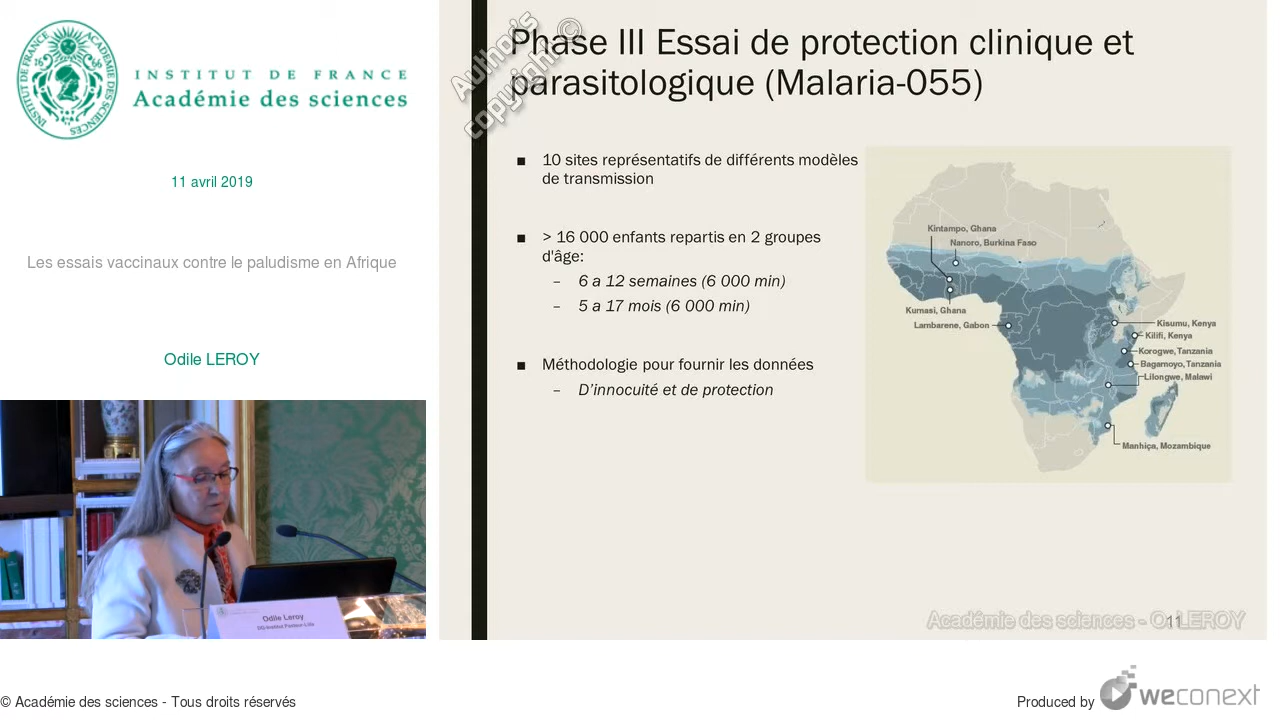 INSTITUT DE FRANCE
Académie des sciences
11 avril 2019
Les essais vaccinaux contre le paludisme en Afrique
Odile LEROY
Odile Leroy
Author's ©
copyright
Phase III Essai de protection clinique et
parasitologique (Malaria-055)
■ 10 sites représentatifs de différents modèles
de transmission
■ > 16 000 enfants repartis en 2 groupes
d'âge:
– 6 a 12 semaines (6 000 min)
– 5 a 17 mois (6 000 min)
■ Méthodologie pour fournir les données
– D’innocuité et de protection
Kintampo, Ghana
Nanoro, Burkina Faso
Kumasi, Ghana
Lambarene, Gabon
Kisumu, Kenya
Kilifi, Kenya
Korogwe, Tanzania
Bagamoyo, Tanzania
Lilongwe, Malawi
Manhiça, Mozambique
Académie des sciences - O. LEROY
11
© Académie des sciences - Tous droits réservés
Produced by weconext